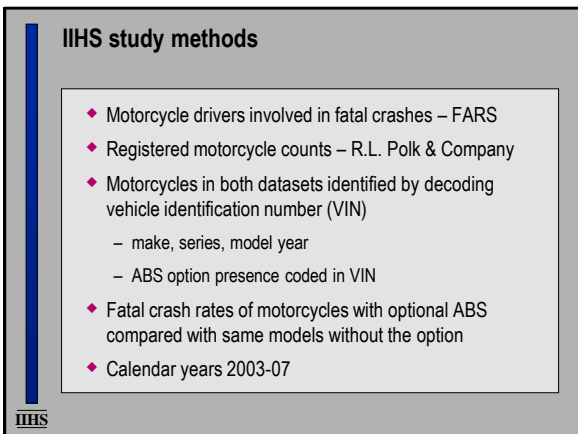 IIHS study methods
◆ Motorcycle drivers involved in fatal crashes – FARS
◆ Registered motorcycle counts – R.L. Polk & Company
◆ Motorcycles in both datasets identified by decoding
vehicle identification number (VIN)
– make, series, model year
– ABS option presence coded in VIN
◆ Fatal crash rates of motorcycles with optional ABS
compared with same models without the option
◆ Calendar years 2003-07
IIHS